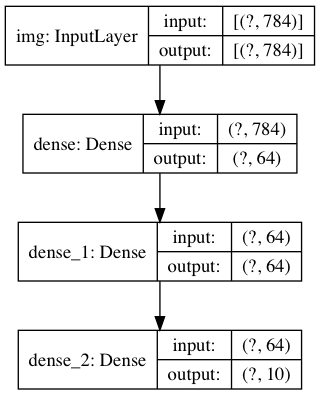 img: InputLayer
input: [(?, 784)]
output: [(?, 784)]
dense: Dense
input: (?, 784)
output: (?, 64)
dense_1: Dense
input: (?, 64)
output: (?, 64)
dense_2: Dense
input: (?, 64)
output: (?, 10)